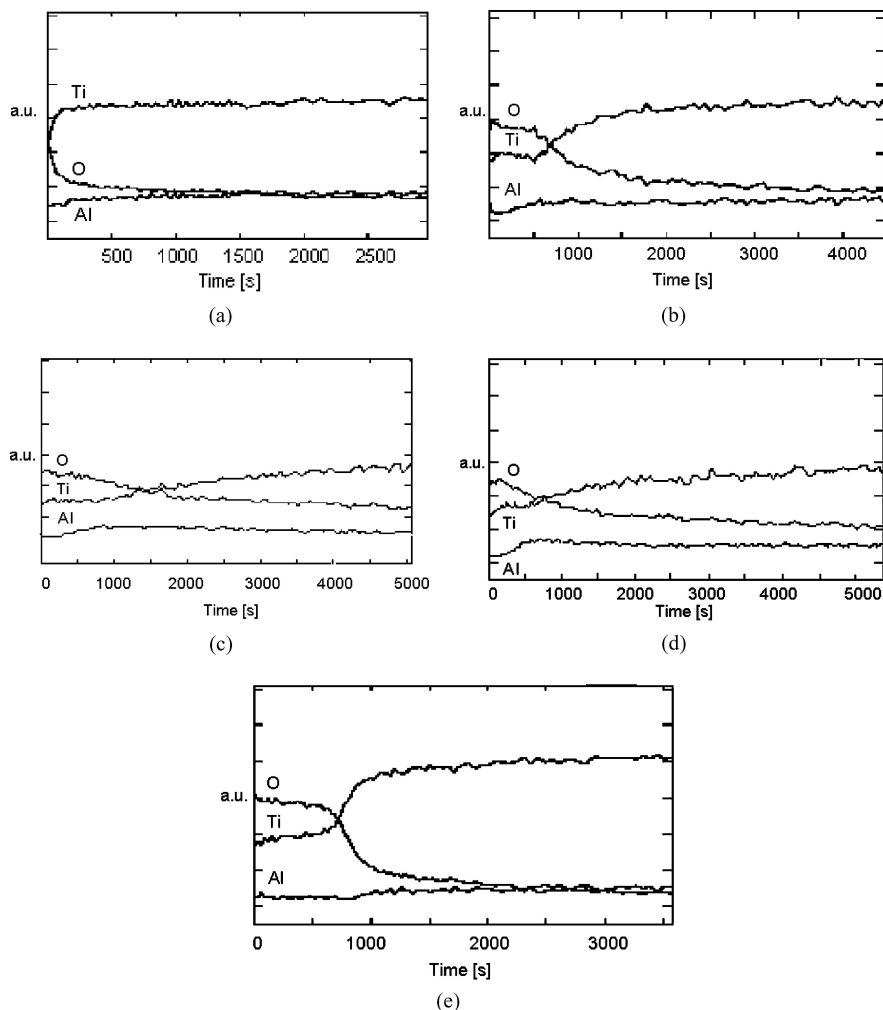 Ti
a.u.
O
Al
500 1000 1500 2000 2500
Time [s]
(a)
O
a.u.
Ti
Al
1000 2000 3000 4000
Time [s]
(b)
O
a.u.
Ti
Al
0 1000 2000 3000 4000 5000
Time [s]
(c)
O
a.u.
Ti
Al
0 1000 2000 3000 4000 5000
Time [s]
(d)
O
a.u.
Ti
Al
0 1000 2000 3000
Time [s]
(e)